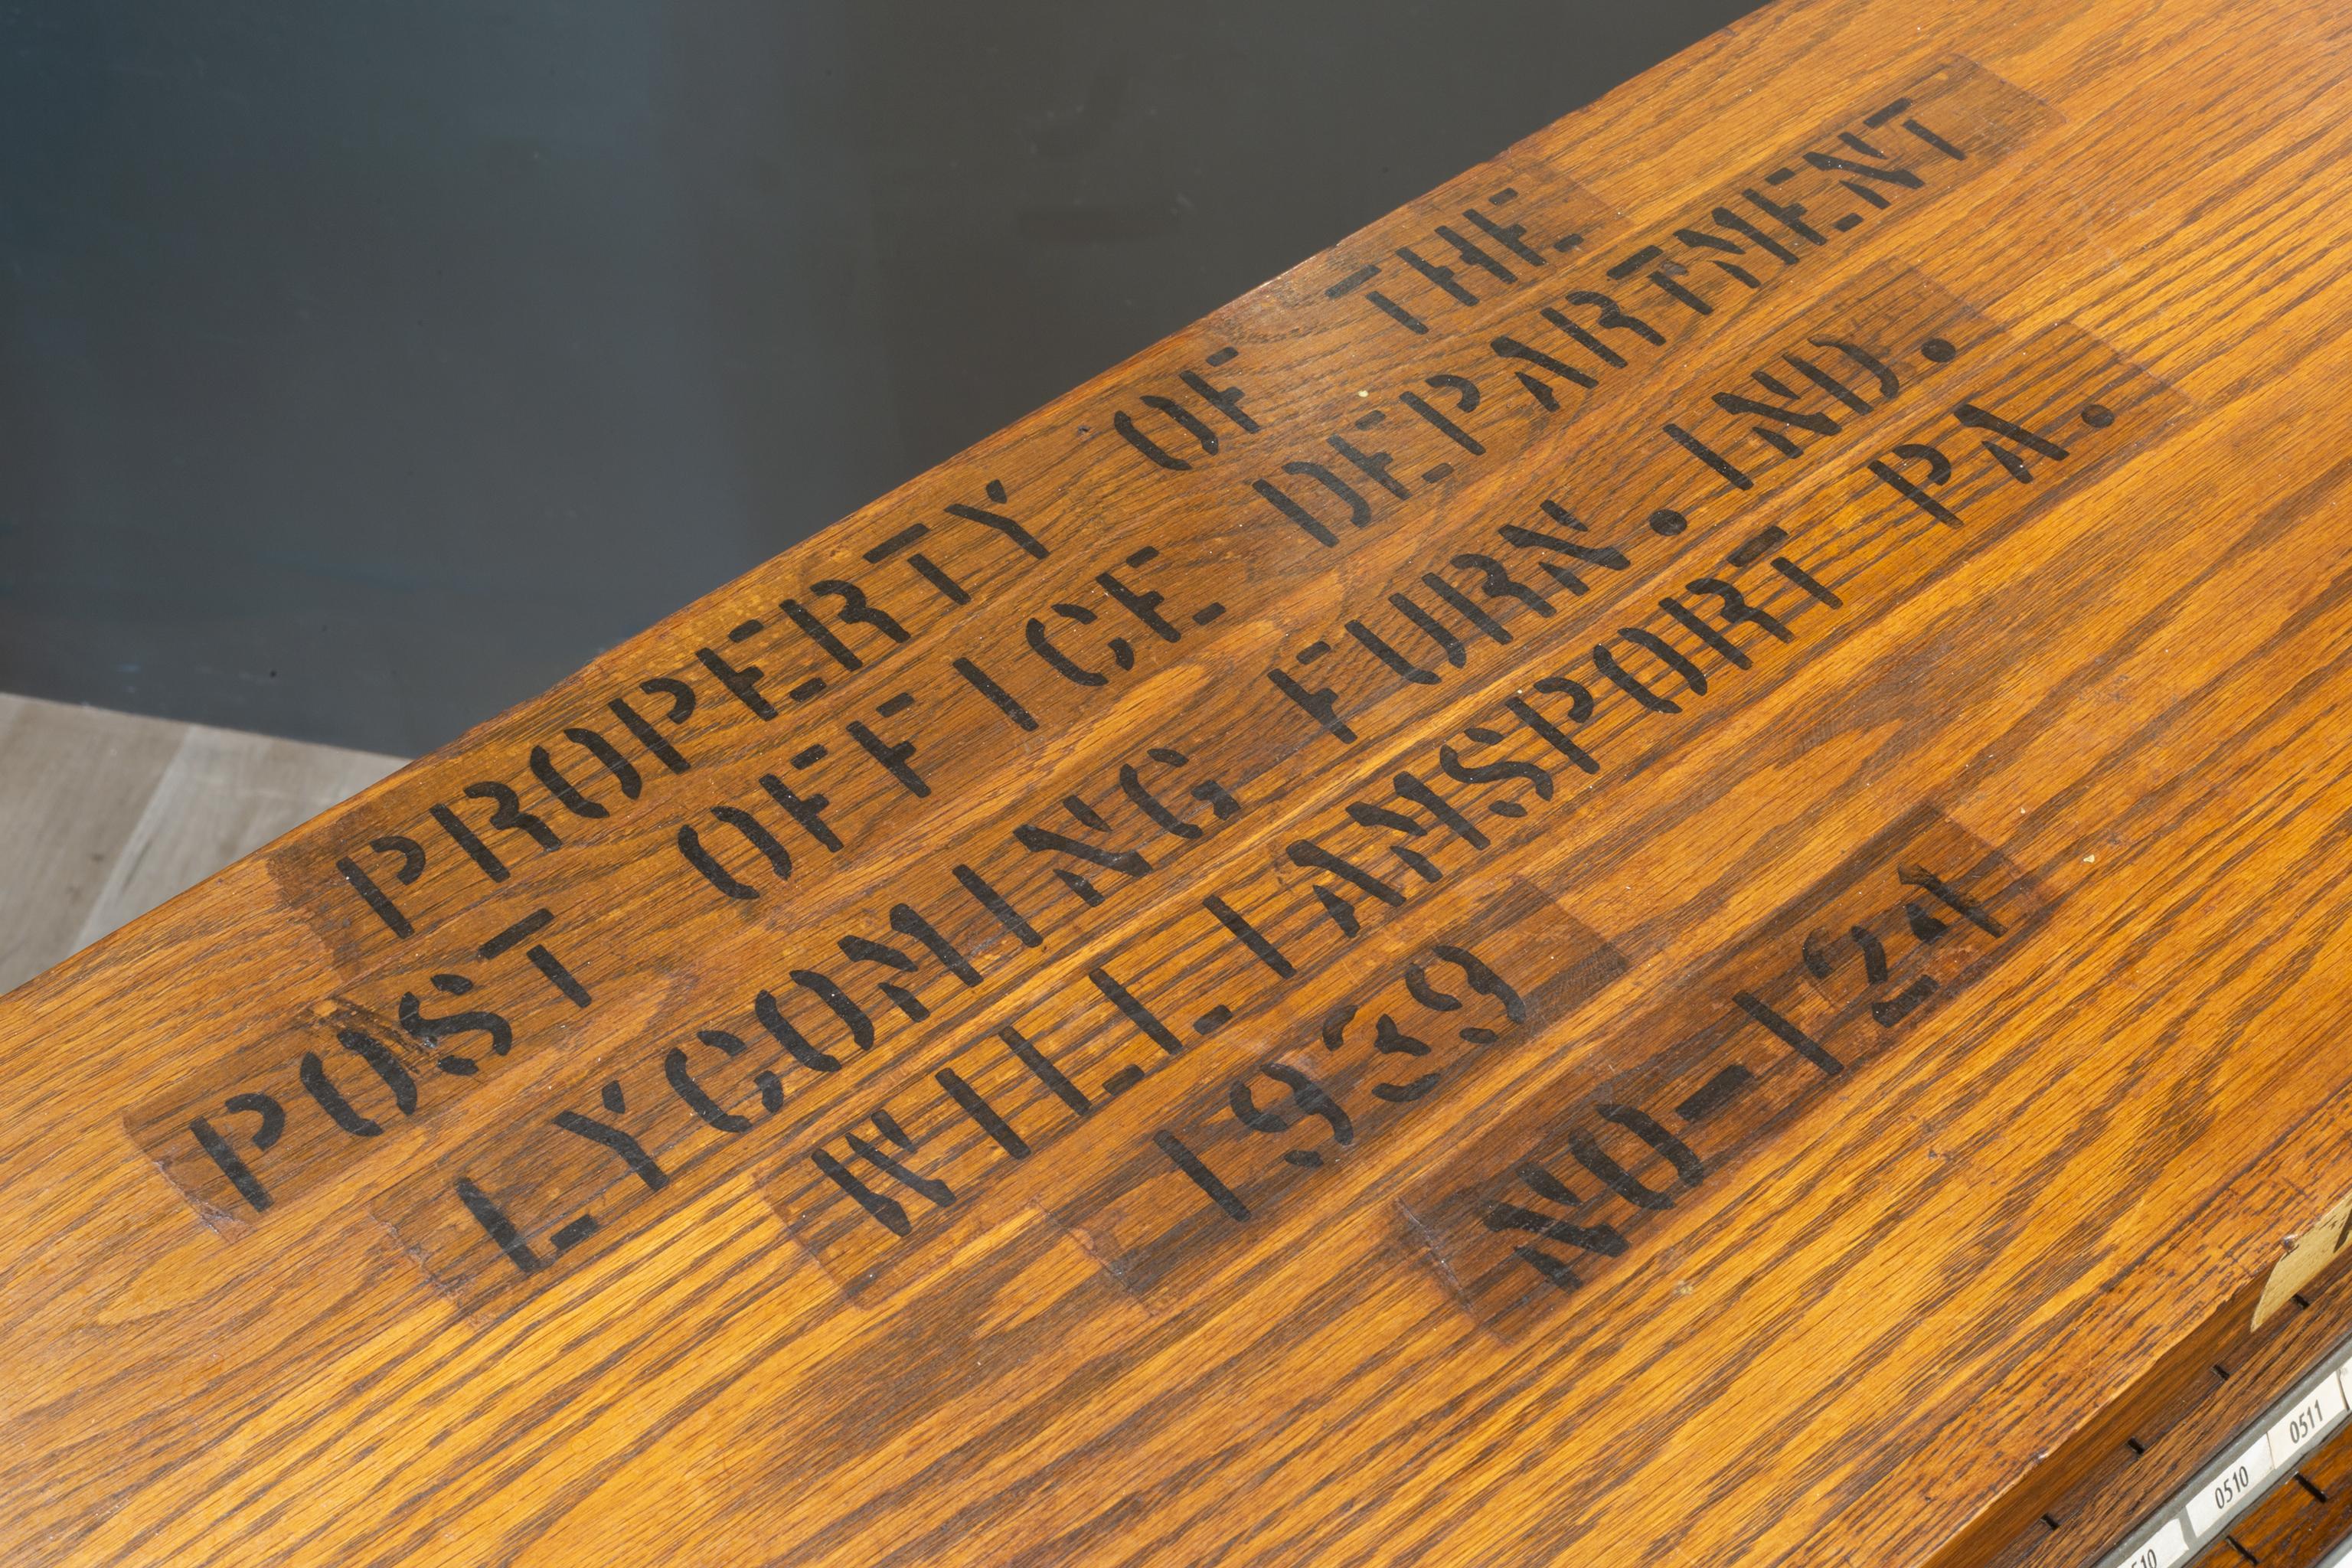 PROPERTY OF THE
POST OFFICE DEPARTMENT
LYCOMING FURN. IND.
WILLIAMSPORT PA.
1939
NO-124
0511
0510